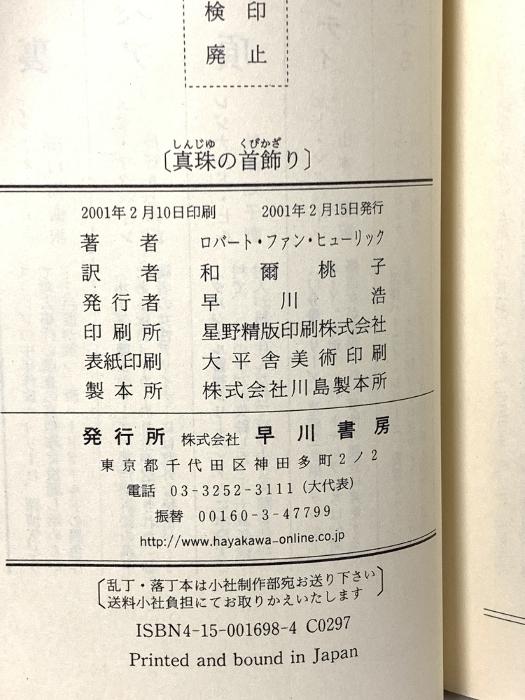 検印
廃止
しんじゆ くびかざ
〔真珠の首飾り〕
2001年2月10日印刷 2001年2月15日発行
著者 ロバート・ファン・ヒューリック
訳者 和爾桃子
発行者 早川浩
印刷所 星野精版印刷株式会社
表紙印刷 大平舎美術印刷
製本所 株式会社川島製本所
発行所 株式会社 早川書房
東京都千代田区神田多町2ノ2
電話 03-3252-3111(大代表)
振替 00160-3-47799
http://www.hayakawa-online.co.jp
乱丁・落丁本は小社制作部宛お送り下さい
送料小社負担にてお取りかえいたします
ISBN4-15-001698-4 C0297
Printed and bound in Japan